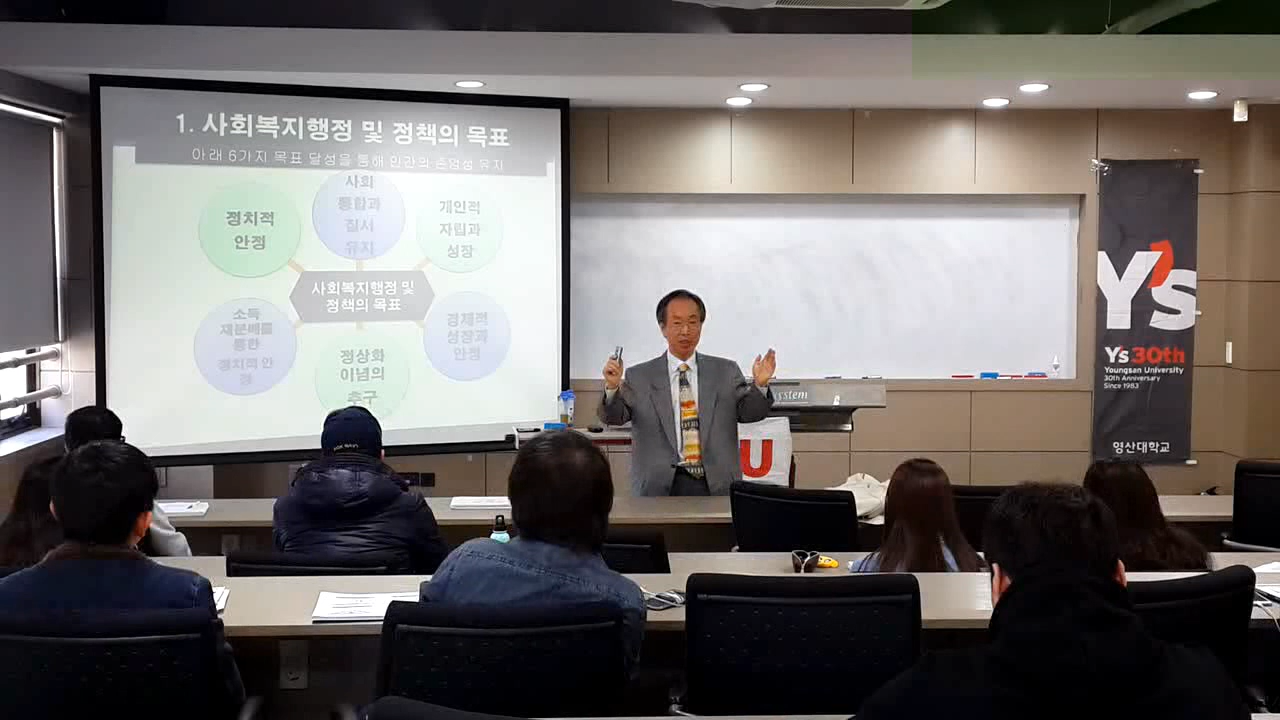 1. 사회복지행정 및 정책의 목표
아래 6가지 목표 달성을 통해 인간의 존엄성 유지
정치적
안정
사회
통합과
질서
유지
개인적
자립과
성장
사회복지행정 및
정책의 목표
소득
재분배를
통한
정치적 안
정
정상화
이념의
추구
경제적
성장과
안정
Y's
Y's 30th
Youngsan University
30th Anniversary
Since 1983
영산대학교
system
U